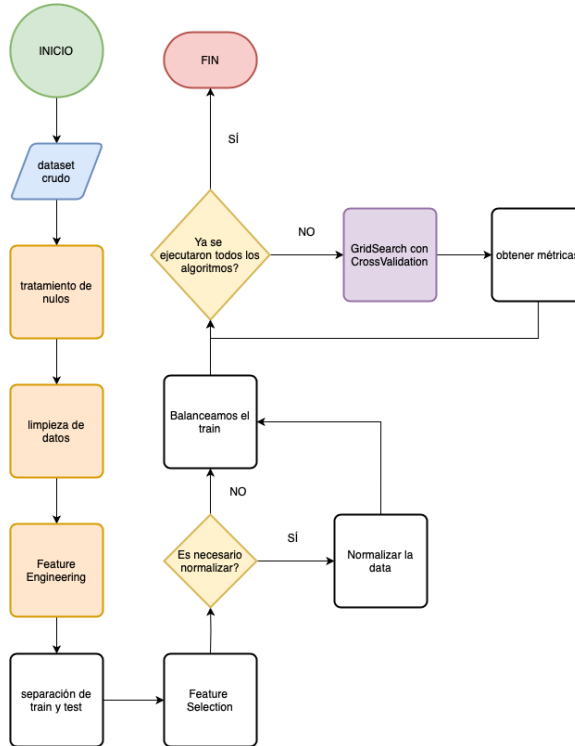 INICIO
dataset
crudo
tratamiento de
nulos
limpieza de
datos
Feature
Engineering
separación de
train y test
Feature
Selection
Es necesario
normalizar?
SÍ
Normalizar la
data
NO
Balanceamos el
train
Ya se
ejecutaron todos los
algoritmos?
NO
GridSearch con
CrossValidation
obtener métricas
SÍ
FIN